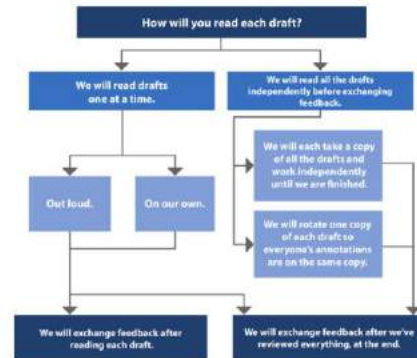 How will you read each draft?
We will read drafts
one at a time.
We will read all the drafts
independently before exchanging
feedback.
Out loud.
On our own.
We will each take a copy
of all the drafts and
work independently
until we are finished.
We will rotate one copy
of each draft so
everyone's annotations
are on the same copy.
We will exchange feedback after
reading each draft.
We will exchange feedback after we've
reviewed everything, at the end.